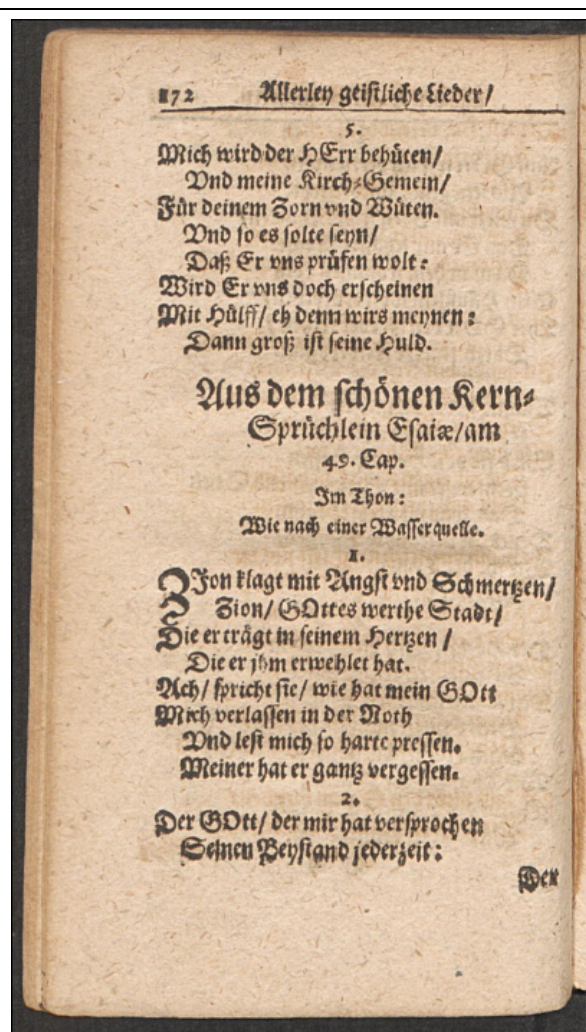 172 Allerley geistliche Lieder/
5.
Mich wird der HErr behüten/
Vnd meine Kirch-Gemein/
Für deinem Zorn vnd Wüten.
Vnd so es solte seyn/
Daß Er vns prüfen wolt:
Wird Er vns doch erscheinen
Mit Hülff/ eh denn wirs meynen:
Dann groß ist seine Huld.
Aus dem schönen Kern-
Sprüchlein Esaiæ/am
49. Cap.
Im Thon:
Wie nach einer Wasserquelle.
1.
ZJon klagt mit Angst vnd Schmertzen/
Zion/ GOttes werthe Stadt/
Die er trägt in seinem Hertzen/
Die er jhm erwehlet hat.
Ach/ spricht sie/ wie hat mein GOtt
Mich verlassen in der Noth
Vnd lest mich so harte pressen.
Meiner hat er gantz vergessen.
2.
Der GOtt/ der mir hat versprochen
Seinen Beystand jederzeit:
Den